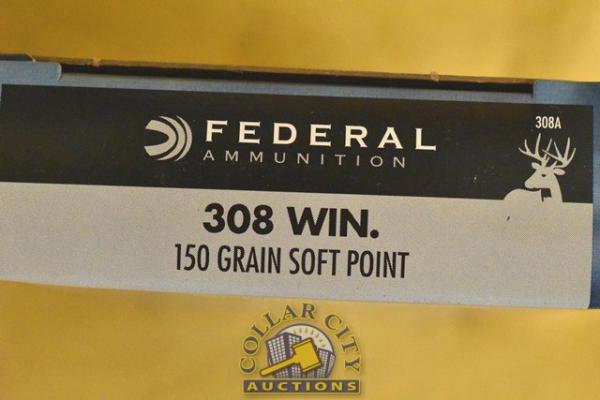 308A
FEDERAL
AMMUNITION
308 WIN.
150 GRAIN SOFT POINT
COLLAR CITY
AUCTIONS